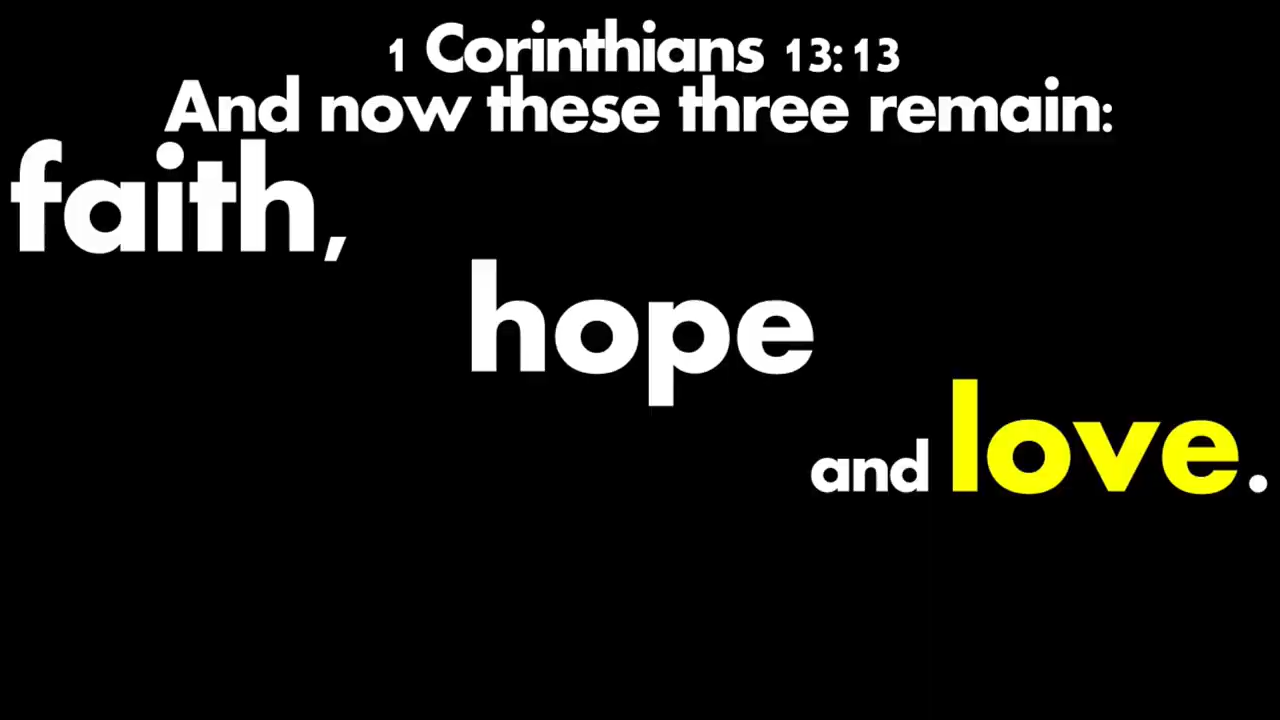 1 Corinthians 13:13
And now these three remain:
faith,
hope
and love.